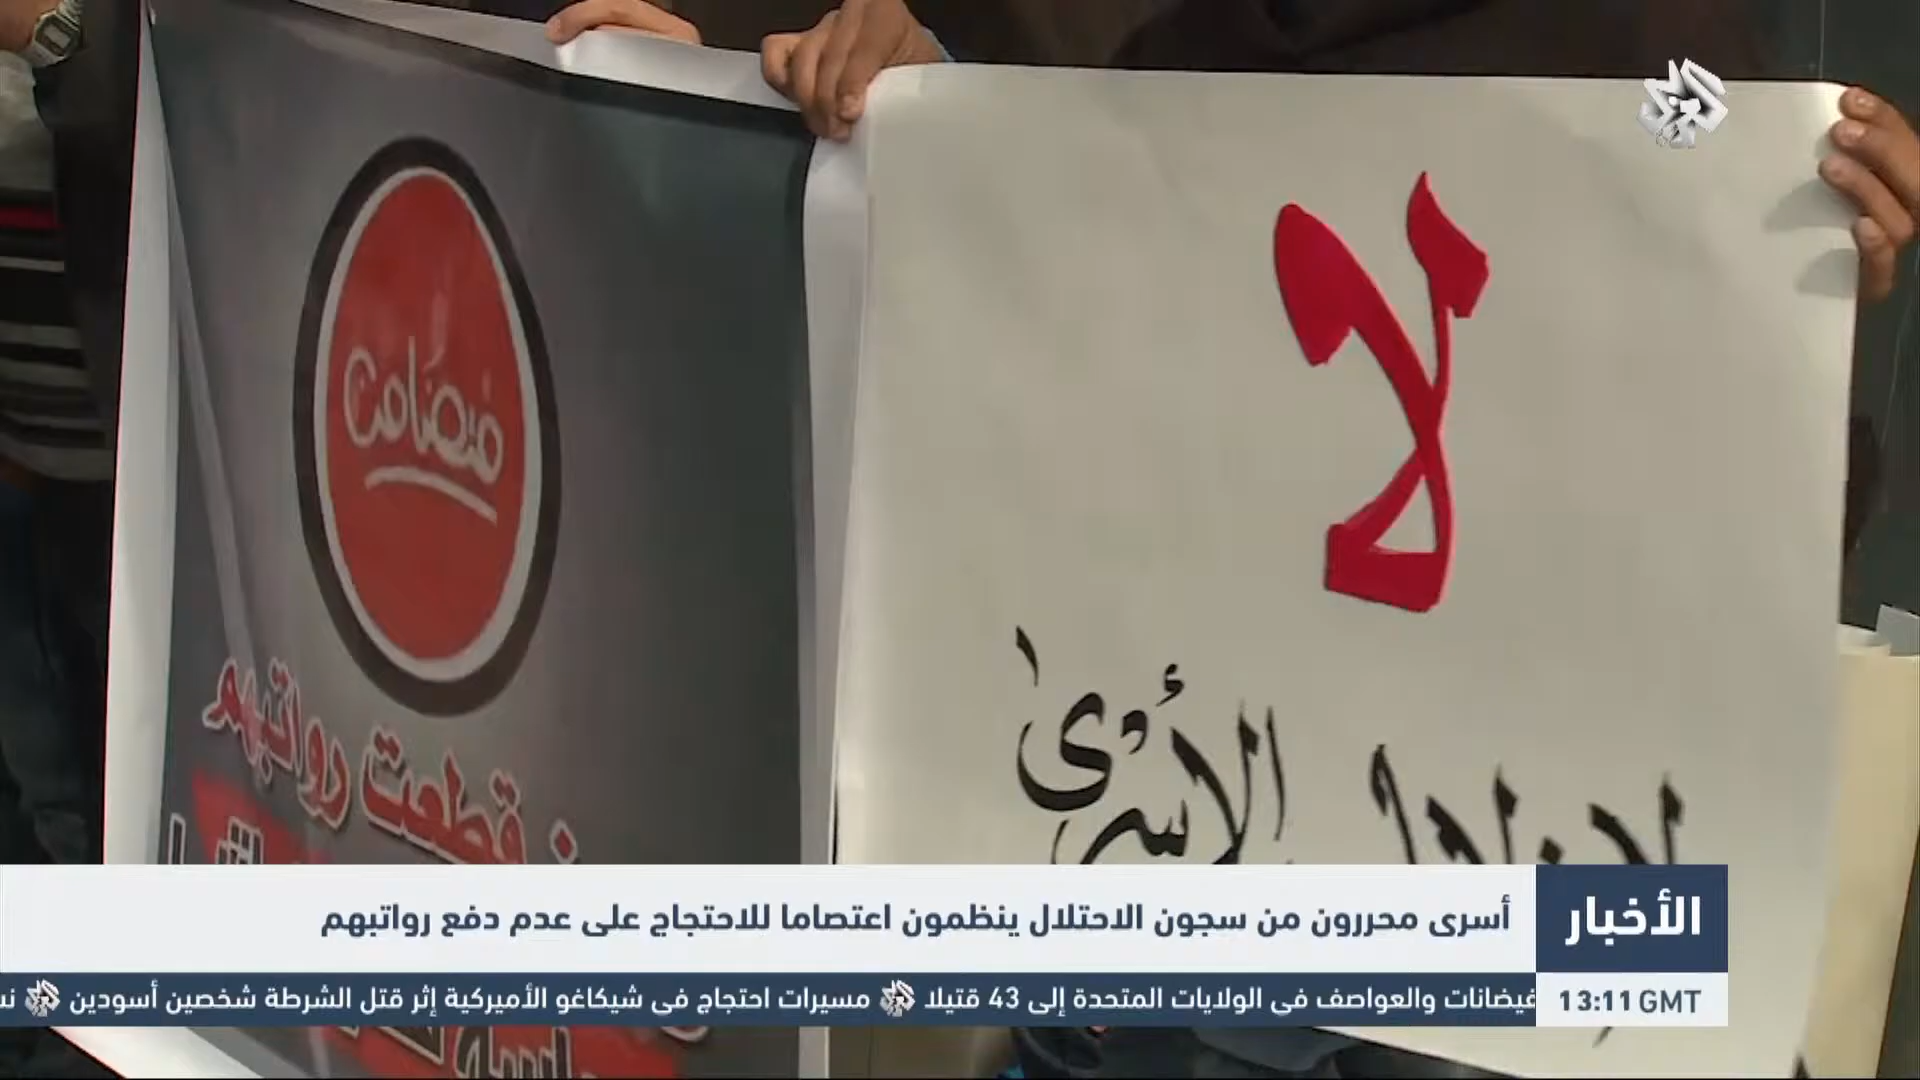 لا
الأسرى
متضامن
قطعت رواتبهم
الأخبار
أسرى محررون من سجون الاحتلال ينظمون اعتصاما للاحتجاج على عدم دفع رواتبهم
13:11 GMT
فيضانات والعواصف في الولايات المتحدة إلى 43 قتيلا مسيرات احتجاج في شيكاغو الأميركية إثر قتل الشرطة شخصين أسودين